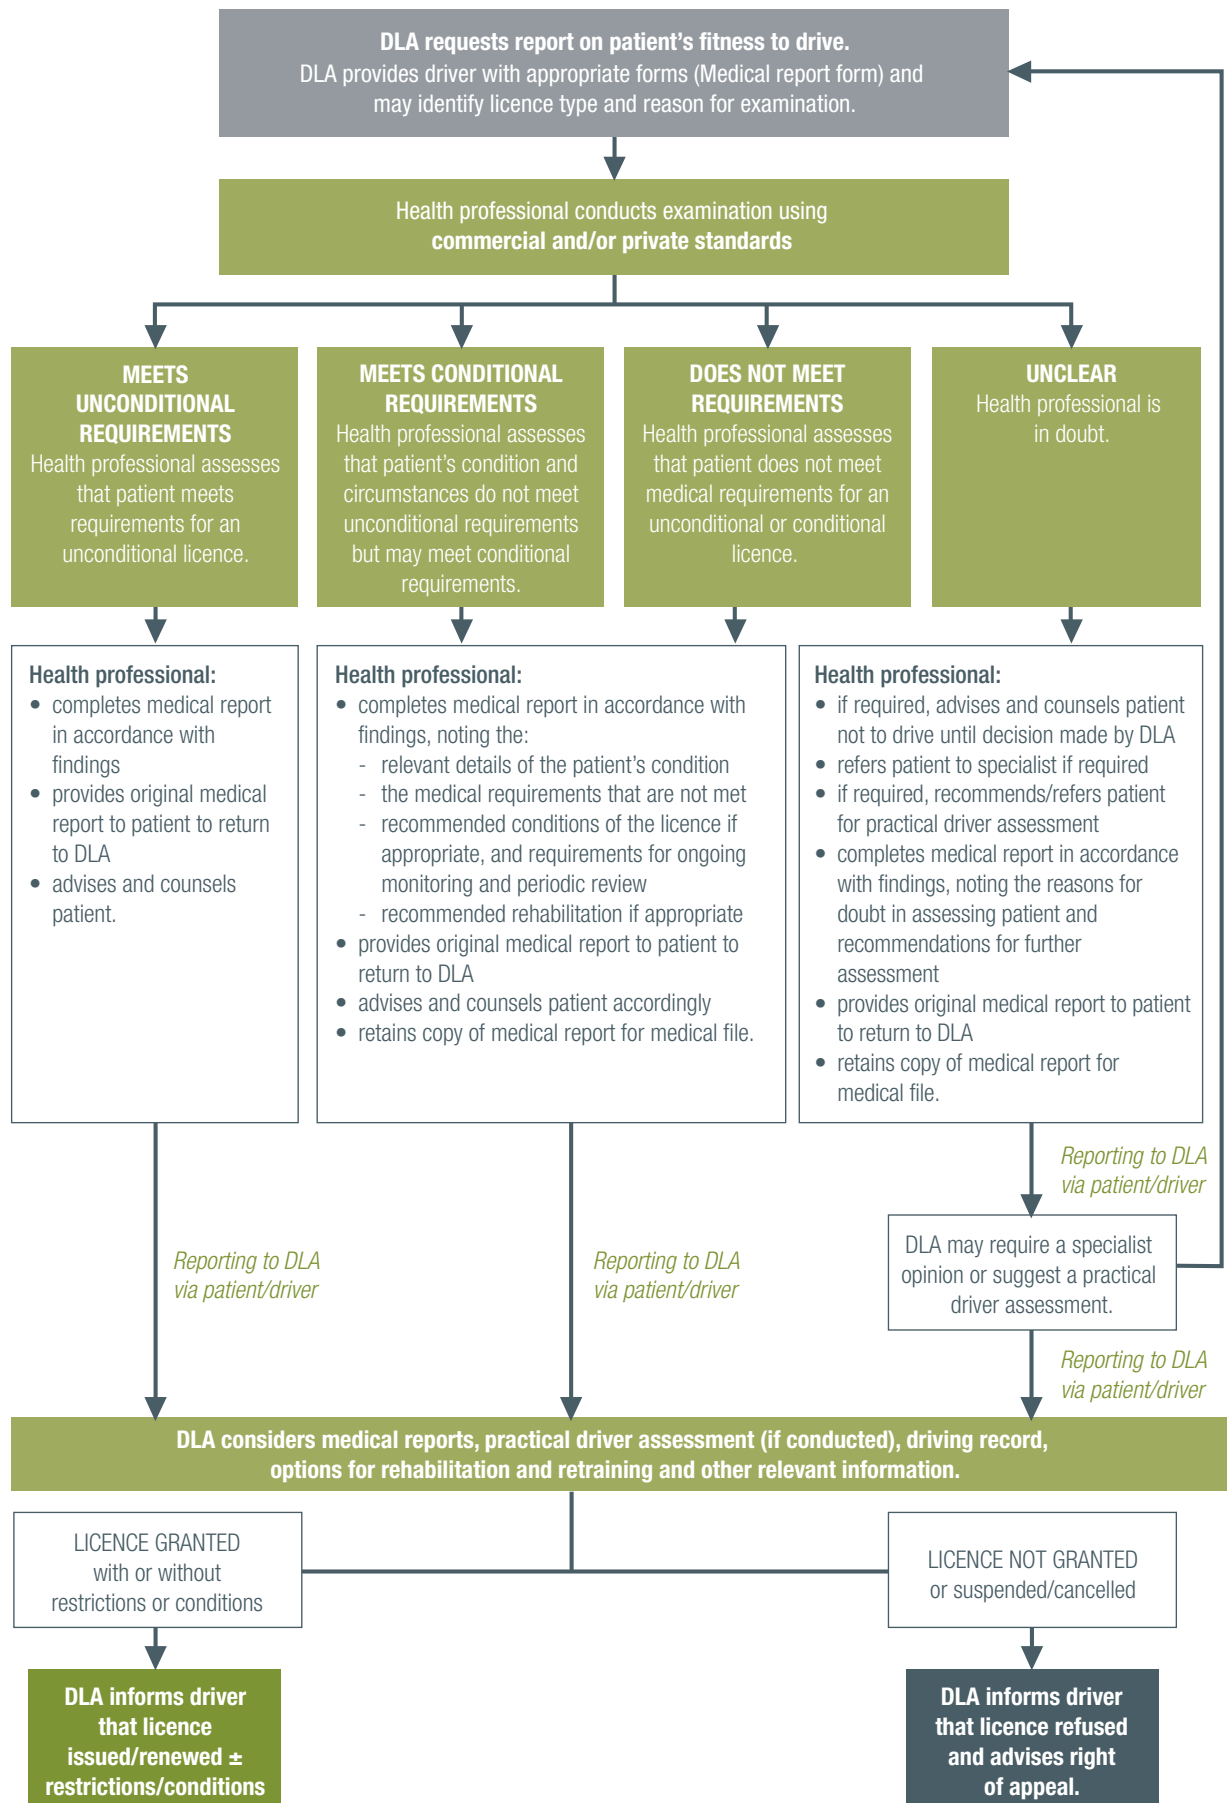 DLA requests report on patient's fitness to drive.
DLA provides driver with appropriate forms (Medical report form) and
may identify licence type and reason for examination.
Health professional conducts examination using
commercial and/or private standards
MEETS
UNCONDITIONAL
REQUIREMENTS
Health professional assesses
that patient meets
requirements for an
unconditional licence.
MEETS CONDITIONAL
REQUIREMENTS
Health professional assesses
that patient's condition and
circumstances do not meet
unconditional requirements
but may meet conditional
requirements.
DOES NOT MEET
REQUIREMENTS
Health professional assesses
that patient does not meet
medical requirements for an
unconditional or conditional
licence.
UNCLEAR
Health professional is
in doubt.
Health professional:
• completes medical report
in accordance with
findings
• provides original medical
report to patient to return
to DLA
• advises and counsels
patient.
Health professional:
• completes medical report in accordance with
findings, noting the:
- relevant details of the patient's condition
- the medical requirements that are not met
- recommended conditions of the licence if
appropriate, and requirements for ongoing
monitoring and periodic review
- recommended rehabilitation if appropriate
• provides original medical report to patient to
return to DLA
• advises and counsels patient accordingly
• retains copy of medical report for medical file.
Health professional:
• if required, advises and counsels patient
not to drive until decision made by DLA
• refers patient to specialist if required
• if required, recommends/refers patient
for practical driver assessment
• completes medical report in accordance
with findings, noting the reasons for
doubt in assessing patient and
recommendations for further
assessment
• provides original medical report to patient
to return to DLA
• retains copy of medical report for
medical file.
Reporting to DLA
via patient/driver
Reporting to DLA
via patient/driver
Reporting to DLA
via patient/driver
DLA may require a specialist
opinion or suggest a practical
driver assessment.
Reporting to DLA
via patient/driver
DLA considers medical reports, practical driver assessment (if conducted), driving record,
options for rehabilitation and retraining and other relevant information.
LICENCE GRANTED
with or without
restrictions or conditions
LICENCE NOT GRANTED
or suspended/cancelled
DLA informs driver
that licence
issued/renewed ±
restrictions/conditions
DLA informs driver
that licence refused
and advises right
of appeal.